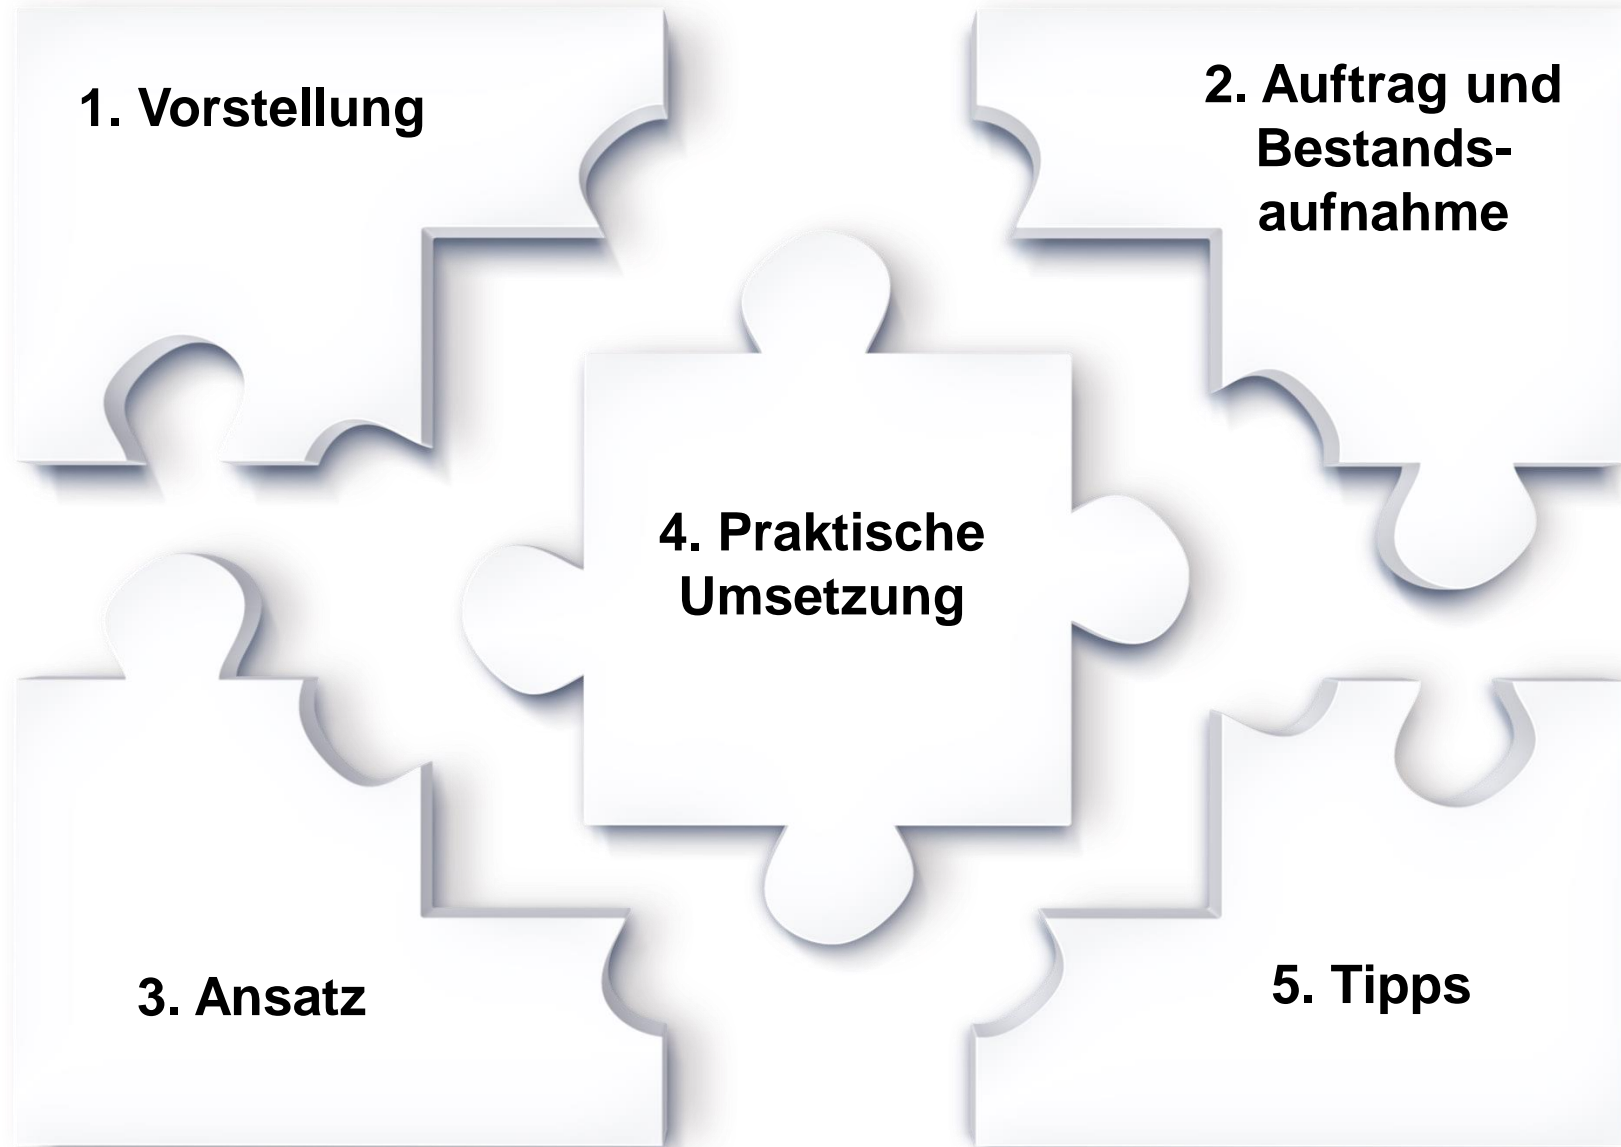 1. Vorstellung
2. Auftrag und
Bestands-
aufnahme
4. Praktische
Umsetzung
3. Ansatz
5. Tipps